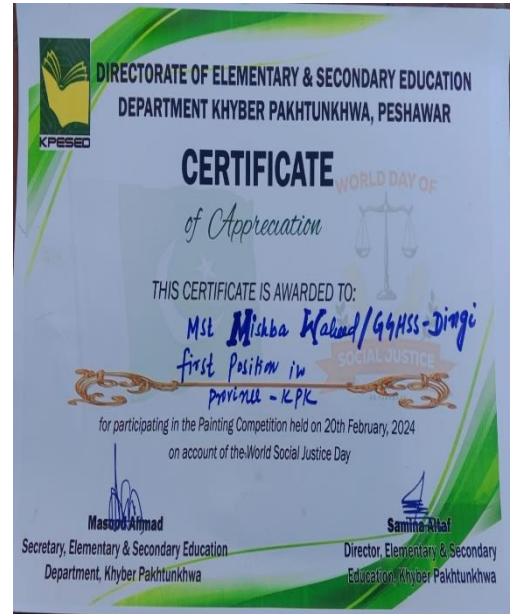 KPESED
DIRECTORATE OF ELEMENTARY & SECONDARY EDUCATION
DEPARTMENT KHYBER PAKHTUNKHWA, PESHAWAR
CERTIFICATE
of Appreciation
WORLD DAY OF
SOCIAL JUSTICE
THIS CERTIFICATE IS AWARDED TO:
Mst Mishba Waheed/GGHSS-Dingi
first Position in
province - KPK
for participating in the Painting Competition held on 20th February, 2024
on account of the World Social Justice Day
Masood Ahmad
Secretary, Elementary & Secondary Education
Department, Khyber Pakhtunkhwa
Samina Altaf
Director, Elementary & Secondary
Education, Khyber Pakhtunkhwa